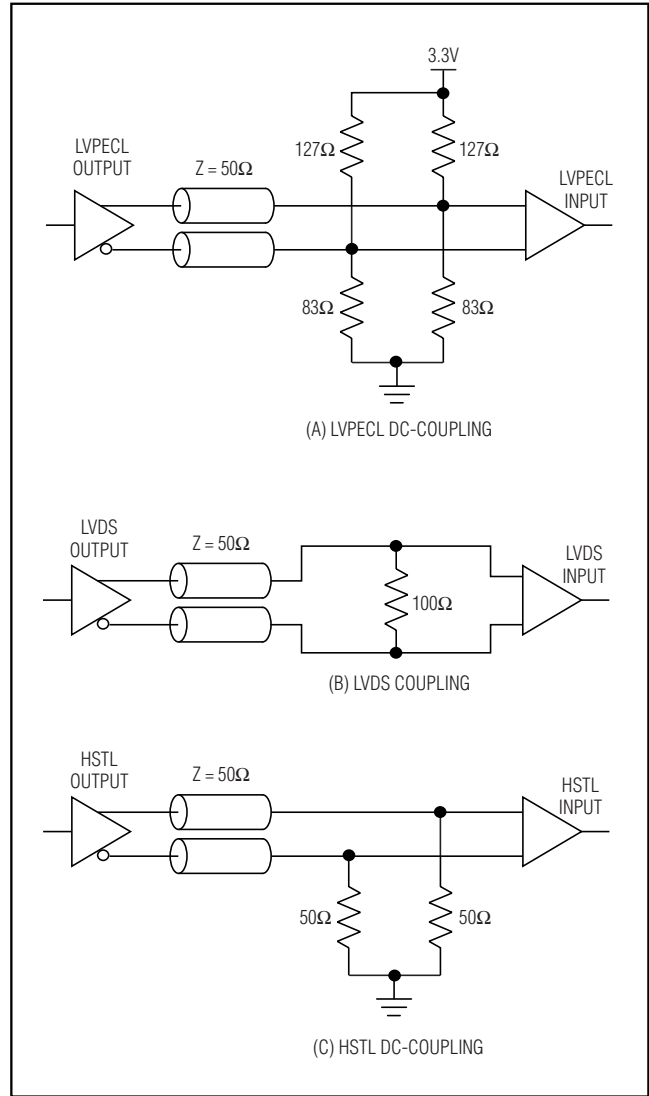 3.3V
127Ω
127Ω
LVPECL
OUTPUT
Z = 50Ω
LVPECL
INPUT
83Ω
83Ω
(A) LVPECL DC-COUPLING
LVDS
OUTPUT
Z = 50Ω
LVDS
INPUT
100Ω
(B) LVDS COUPLING
HSTL
OUTPUT
Z = 50Ω
HSTL
INPUT
50Ω
50Ω
(C) HSTL DC-COUPLING